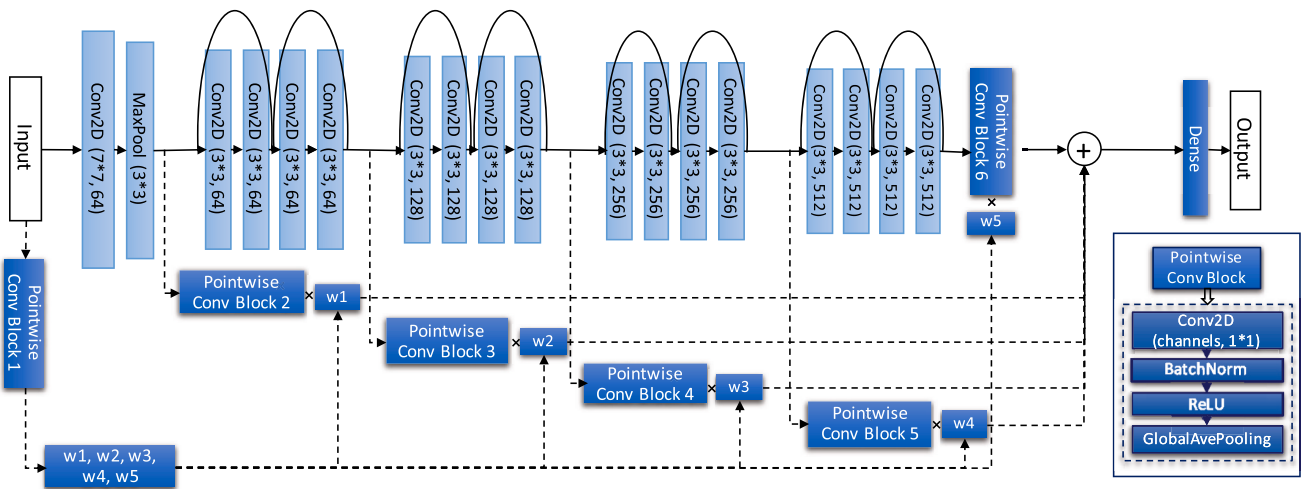 Input
Conv2D (7*7, 64)
MaxPool (3*3)
Conv2D (3*3, 64)
Conv2D (3*3, 64)
Conv2D (3*3, 64)
Conv2D (3*3, 64)
Conv2D (3*3, 128)
Conv2D (3*3, 128)
Conv2D (3*3, 128)
Conv2D (3*3, 128)
Conv2D (3*3, 256)
Conv2D (3*3, 256)
Conv2D (3*3, 256)
Conv2D (3*3, 256)
Conv2D (3*3, 512)
Conv2D (3*3, 512)
Conv2D (3*3, 512)
Conv2D (3*3, 512)
Pointwise
Conv Block 6
×
w5
+
Dense
Output
Pointwise
Conv Block 1
Pointwise
Conv Block 2
×
w1
Pointwise
Conv Block 3
×
w2
Pointwise
Conv Block 4
×
w3
Pointwise
Conv Block 5
×
w4
w1, w2, w3,
w4, w5
Pointwise
Conv Block
Conv2D
(channels, 1*1)
BatchNorm
ReLU
GlobalAvePooling